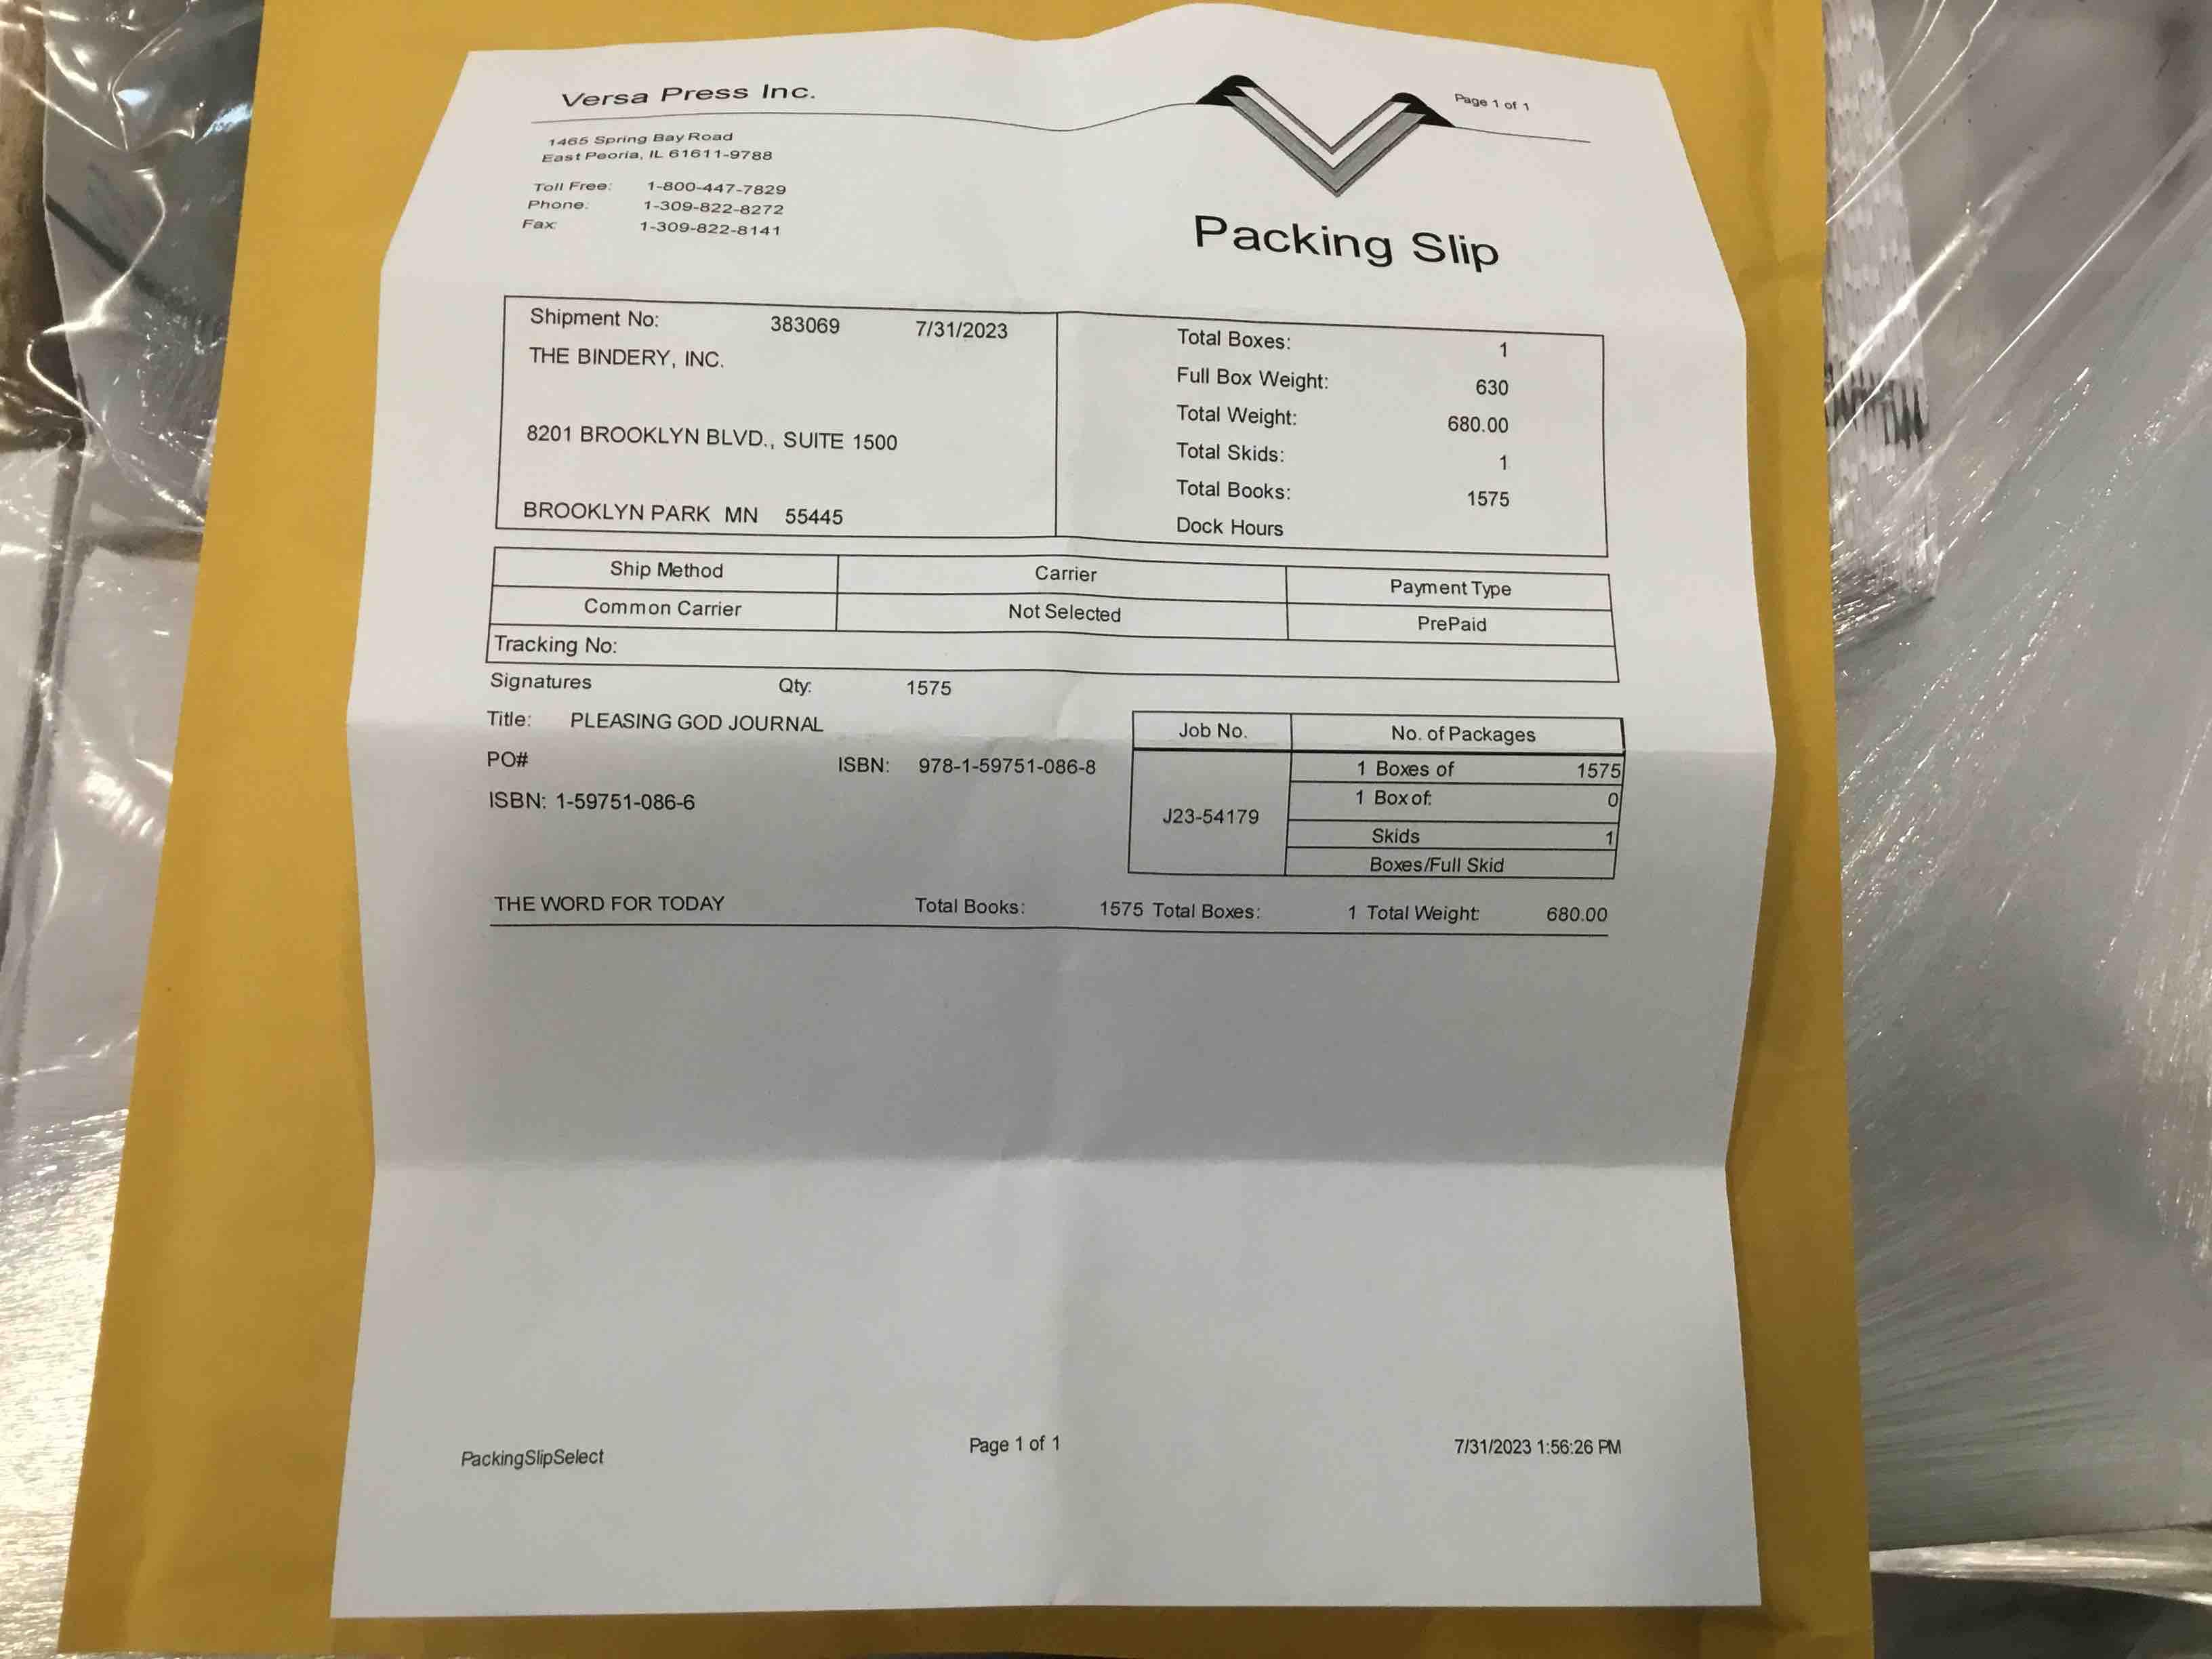 Versa Press Inc.
Page 1 of 1
1465 Spring Bay Road
East Peoria, IL 61611-9788
Toll Free: 1-800-447-7829
Phone: 1-309-822-8272
Fax: 1-309-822-8141
Packing Slip
Shipment No: 383069 7/31/2023
THE BINDERY, INC.
8201 BROOKLYN BLVD., SUITE 1500
BROOKLYN PARK MN 55445
Total Boxes: 1
Full Box Weight: 630
Total Weight: 680.00
Total Skids: 1
Total Books: 1575
Dock Hours
Ship Method Carrier Payment Type
Common Carrier Not Selected PrePaid
Tracking No:
Signatures Qty: 1575
Title: PLEASING GOD JOURNAL
PO# ISBN: 978-1-59751-086-8
ISBN: 1-59751-086-6
Job No. No. of Packages
J23-54179
1 Boxes of 1575
1 Box of: 0
Skids 1
Boxes/Full Skid
THE WORD FOR TODAY Total Books: 1575 Total Boxes: 1 Total Weight: 680.00
PackingSlipSelect Page 1 of 1 7/31/2023 1:56:26 PM